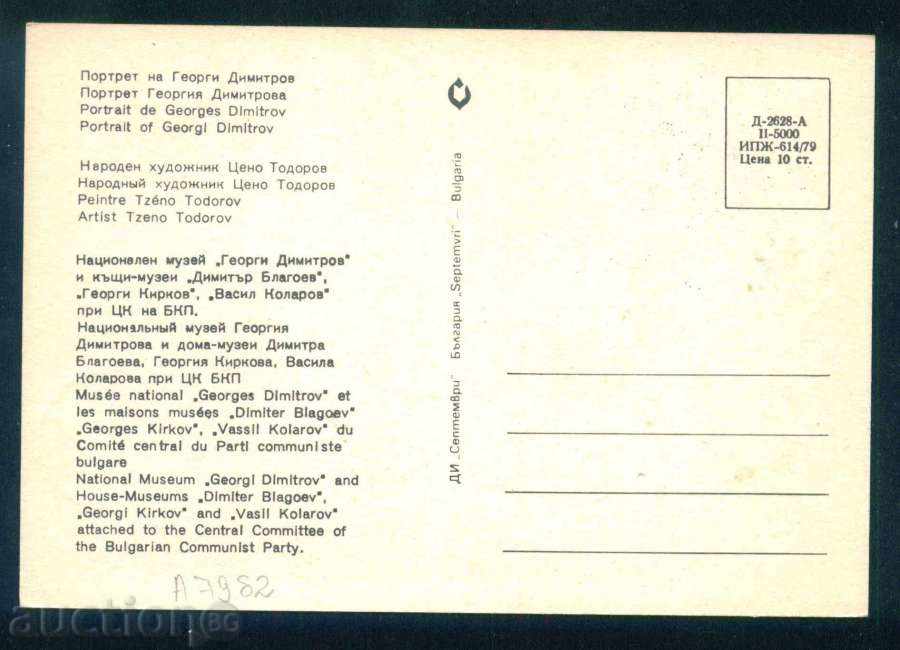 Портрет на Георги Димитров
Портрет Георгия Димитрова
Portrait de Georges Dimitrov
Portrait of Georgi Dimitrov
Народен художник Цено Тодоров
Народный художник Цено Тодоров
Peintre Tzéno Todorov
Artist Tzeno Todorov
Национален музей „Георги Димитров"
и къщи-музеи „Димитър Благоев",
„Георги Кирков", „Васил Коларов"
при ЦК на БКП.
Национальный музей Георгия
Димитрова и дома-музеи Димитра
Благоева, Георгия Киркова, Васила
Коларова при ЦК БКП
Musée national „Georges Dimitrov" et
les maisons musées „Dimiter Blagoev"
„Georges Kirkov", „Vassil Kolarov" du
Comité central du Parti communiste
bulgare
National Museum „Georgi Dimitrov" and
House-Museums „Dimiter Blagoev",
„Georgi Kirkov" and „Vasil Kolarov"
attached to the Central Committee of
the Bulgarian Communist Party.
A 7982
ДИ „Септември" България „Septemvri" — Bulgaria
Д-2628-А
II-5000
ИПЖ-614/79
Цена 10 ст.
auction BG